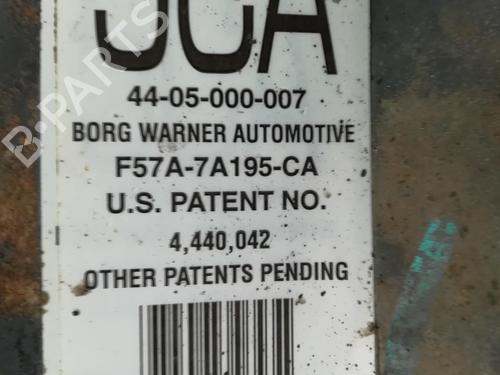 JCA
44-05-000-007
BORG WARNER AUTOMOTIVE
F57A-7A195-CA
U.S. PATENT NO.
4,440,042
OTHER PATENTS PENDING
B-PARTS